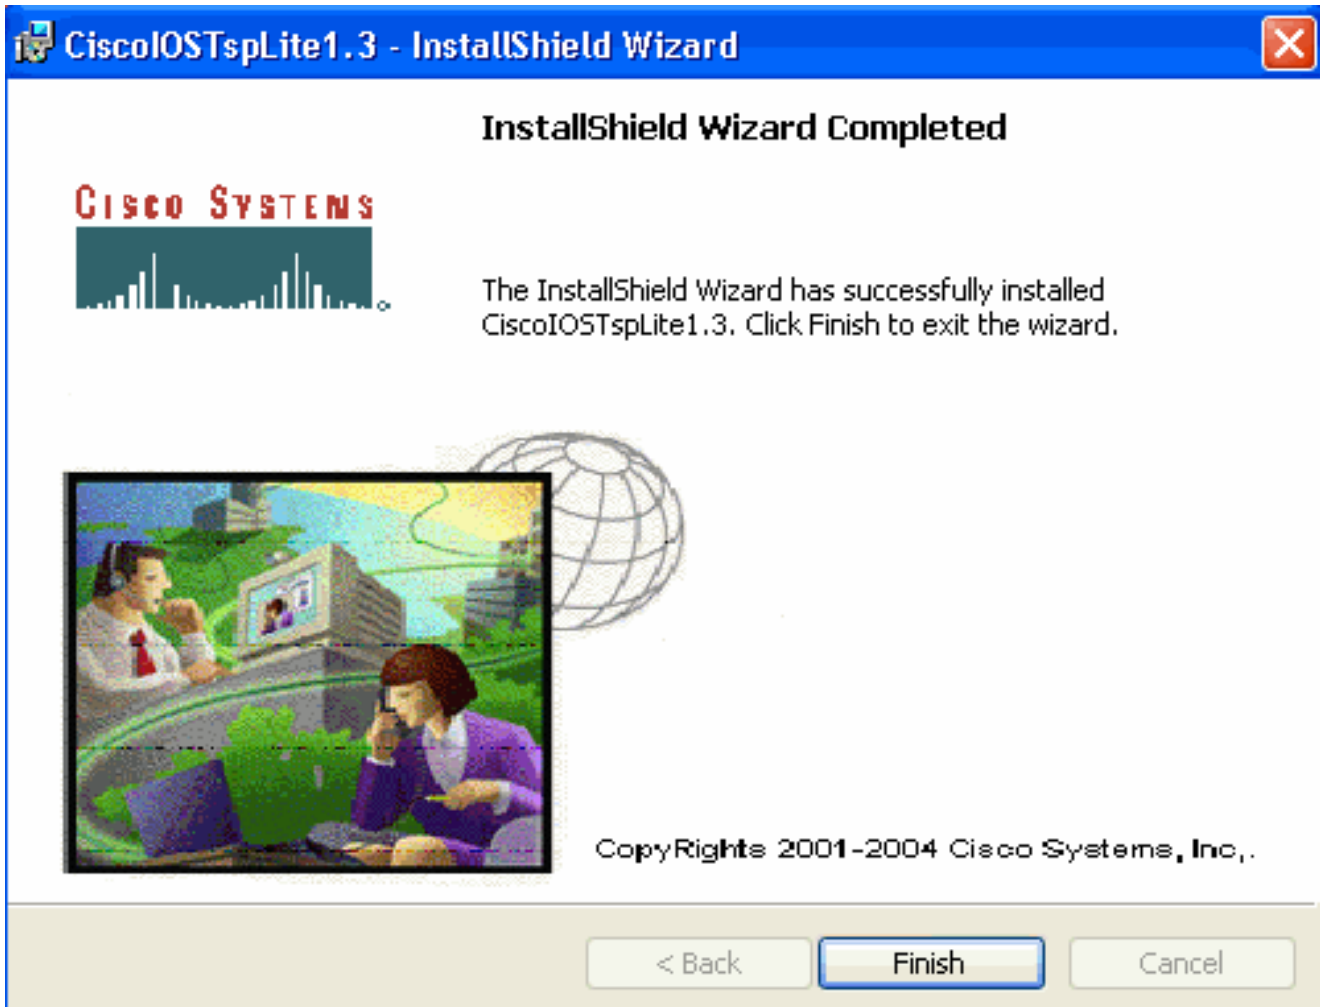 CiscoIOSTspLite1.3 - InstallShield Wizard
InstallShield Wizard Completed
CISCO SYSTEMS
The InstallShield Wizard has successfully installed
CiscoIOSTspLite1.3. Click Finish to exit the wizard.
CopyRights 2001-2004 Cisco Systems, Inc,.
< Back
Finish
Cancel